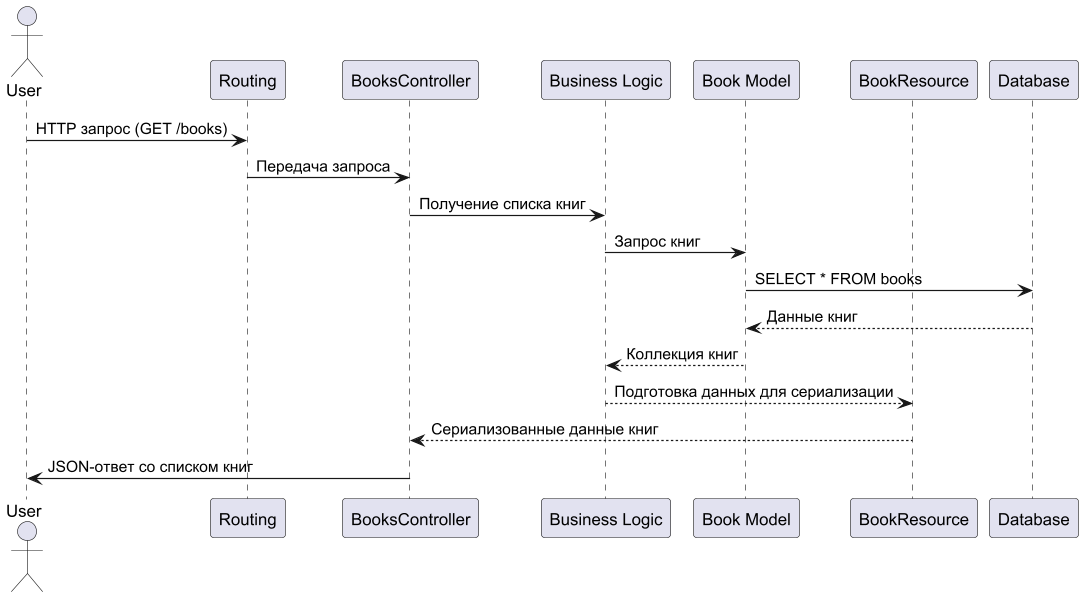 User
Routing
BooksController
Business Logic
Book Model
BookResource
Database
HTTP запрос (GET /books)
Передача запроса
Получение списка книг
Запрос книг
SELECT * FROM books
Данные книг
Коллекция книг
Подготовка данных для сериализации
Сериализованные данные книг
JSON-ответ со списком книг
User
Routing
BooksController
Business Logic
Book Model
BookResource
Database